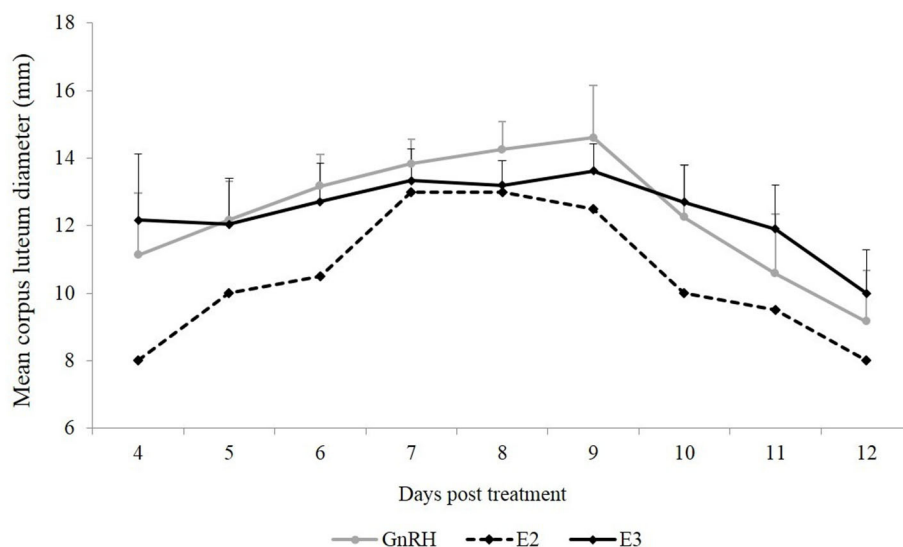 18
16
14
12
10
8
6
Mean corpus luteum diameter (mm)
4 5 6 7 8 9 10 11 12
Days post treatment
GnRH E2 E3